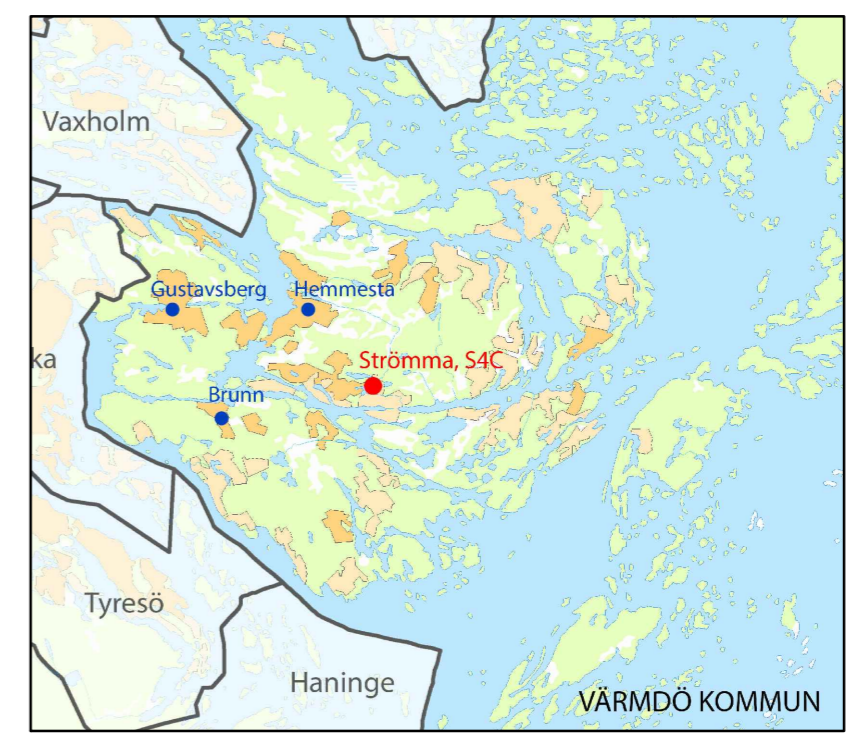 Vaxholm
Gustavsberg
Hemmesta
ka
Strömma, S4C
Brunn
Tyresö
Haninge
VÄRMDÖ KOMMUN